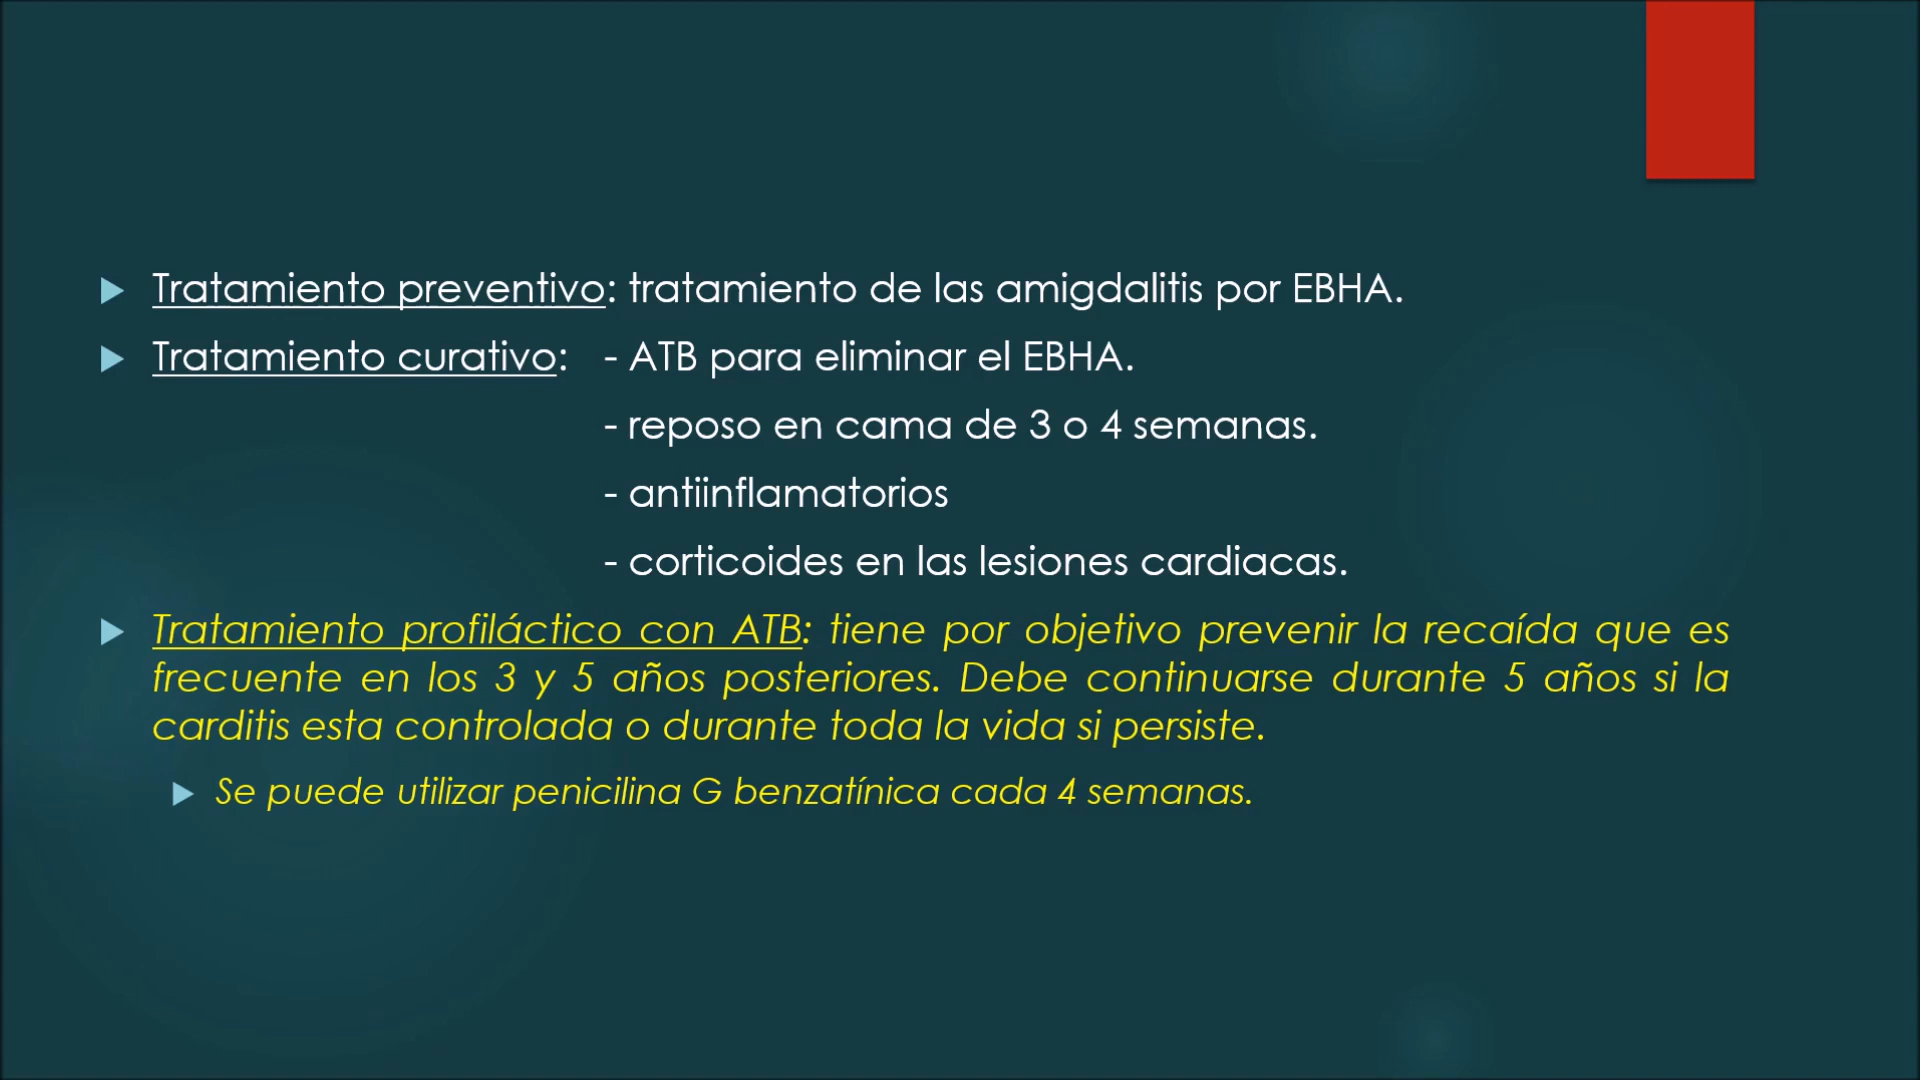 Tratamiento preventivo: tratamiento de las amigdalitis por EBHA.
Tratamiento curativo: - ATB para eliminar el EBHA.
- reposo en cama de 3 o 4 semanas.
- antiinflamatorios
- corticoides en las lesiones cardiacas.
Tratamiento profiláctico con ATB: tiene por objetivo prevenir la recaída que es
frecuente en los 3 y 5 años posteriores. Debe continuarse durante 5 años si la
carditis esta controlada o durante toda la vida si persiste.
Se puede utilizar penicilina G benzatínica cada 4 semanas.